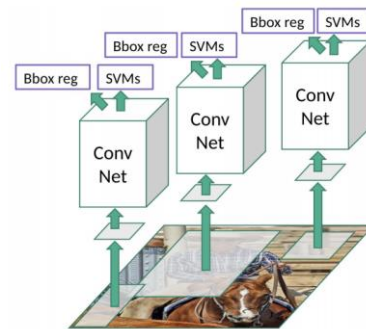 Bbox reg SVMs
Bbox reg SVMs
Bbox reg SVMs
Conv
Net
Conv
Net
Conv
Net